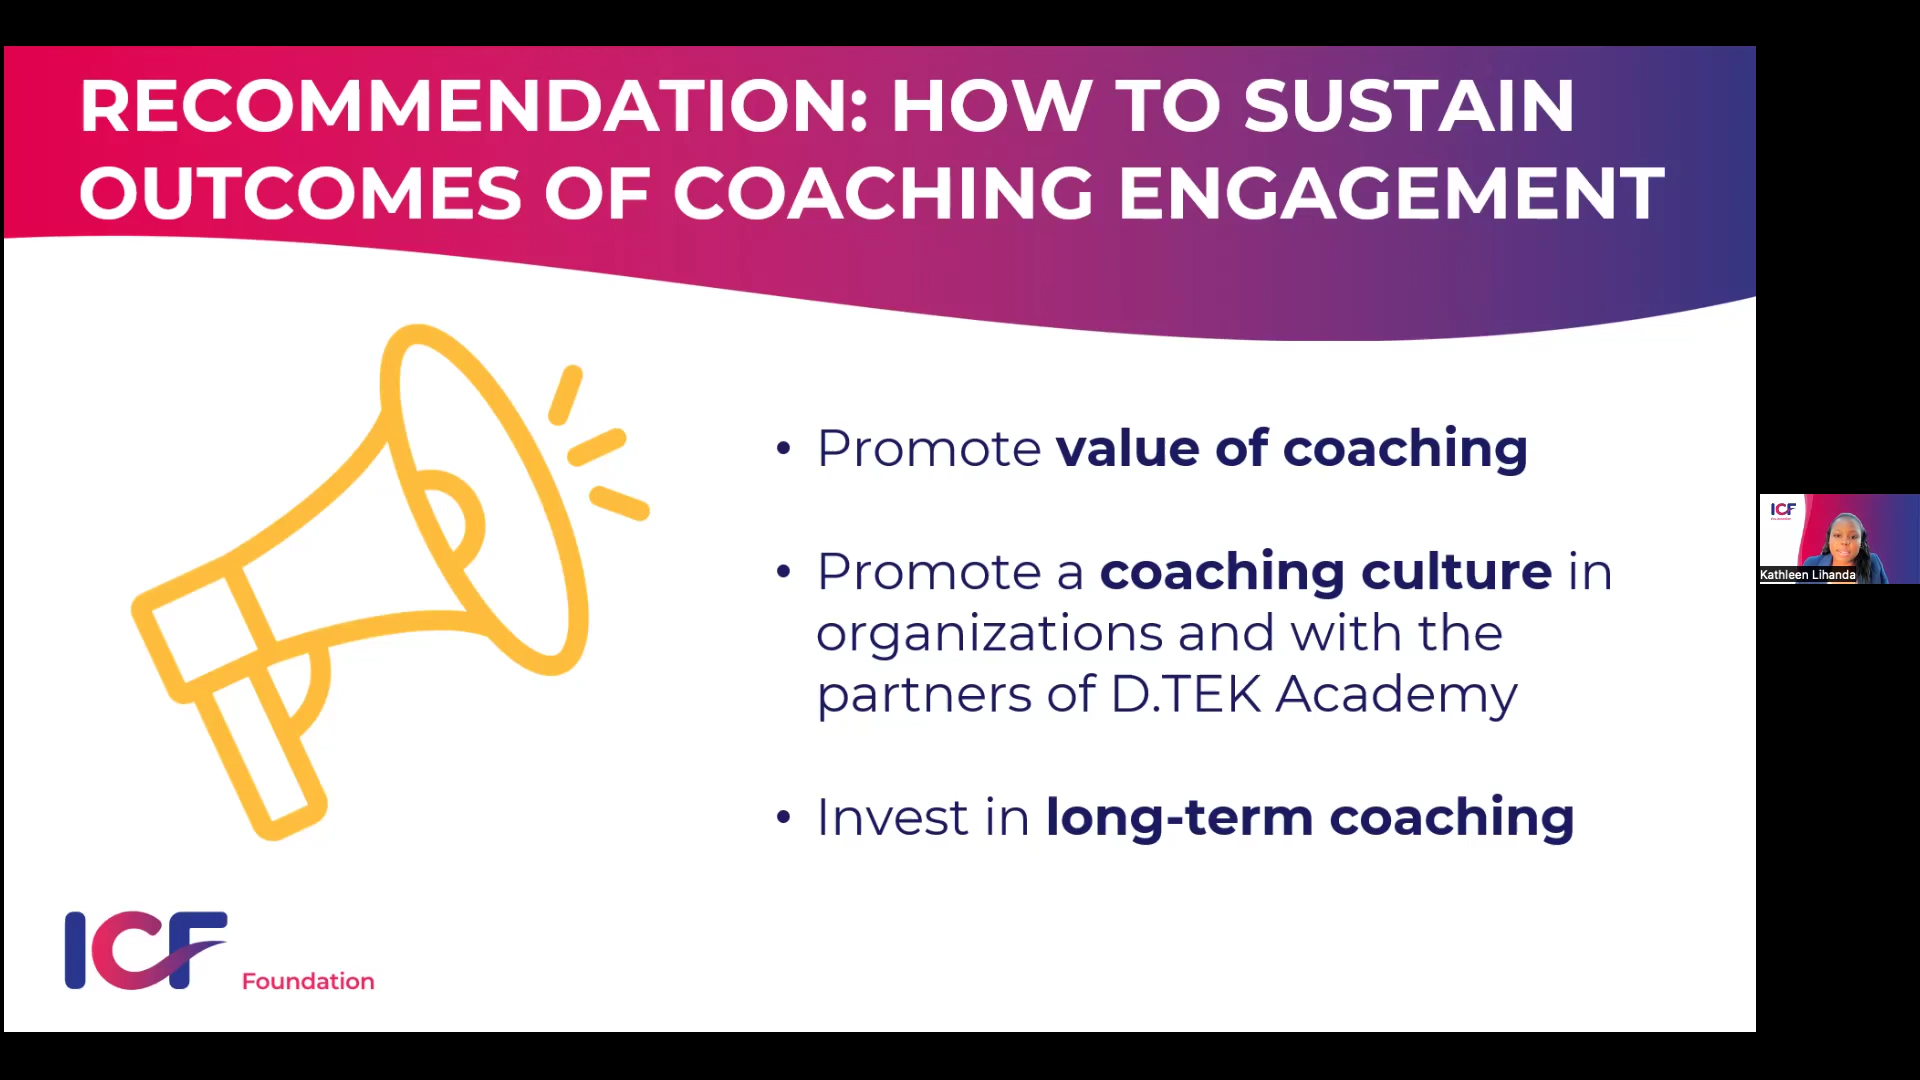 RECOMMENDATION: HOW TO SUSTAIN
OUTCOMES OF COACHING ENGAGEMENT
• Promote value of coaching
• Promote a coaching culture in
organizations and with the
partners of D.TEK Academy
• Invest in long-term coaching
ICF
Foundation
ICF
Kathleen Lihanda